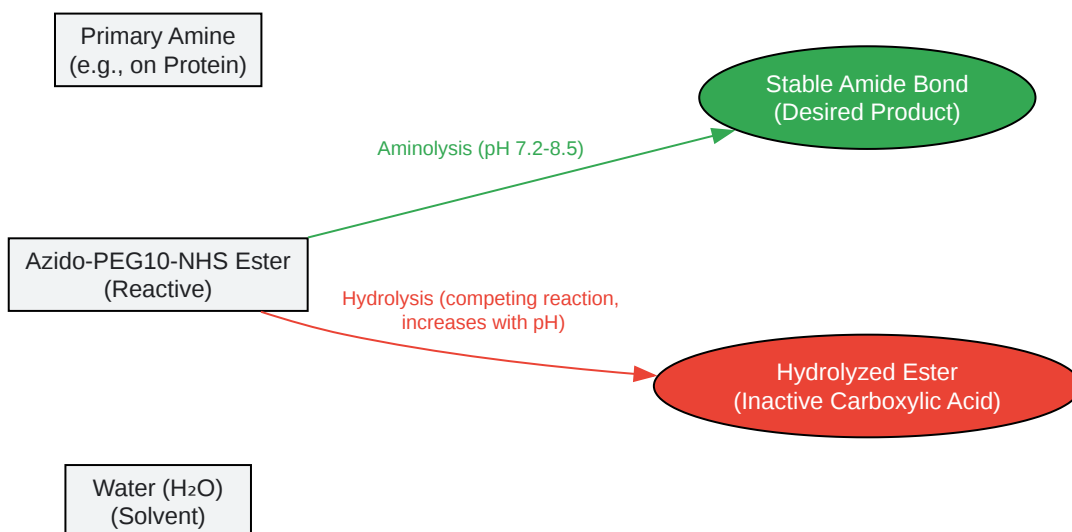 Primary Amine
(e.g., on Protein)
Stable Amide Bond
(Desired Product)
Aminolysis (pH 7.2-8.5)
Azido-PEG10-NHS Ester
(Reactive)
Hydrolysis (competing reaction,
increases with pH)
Hydrolyzed Ester
(Inactive Carboxylic Acid)
Water (H₂O)
(Solvent)